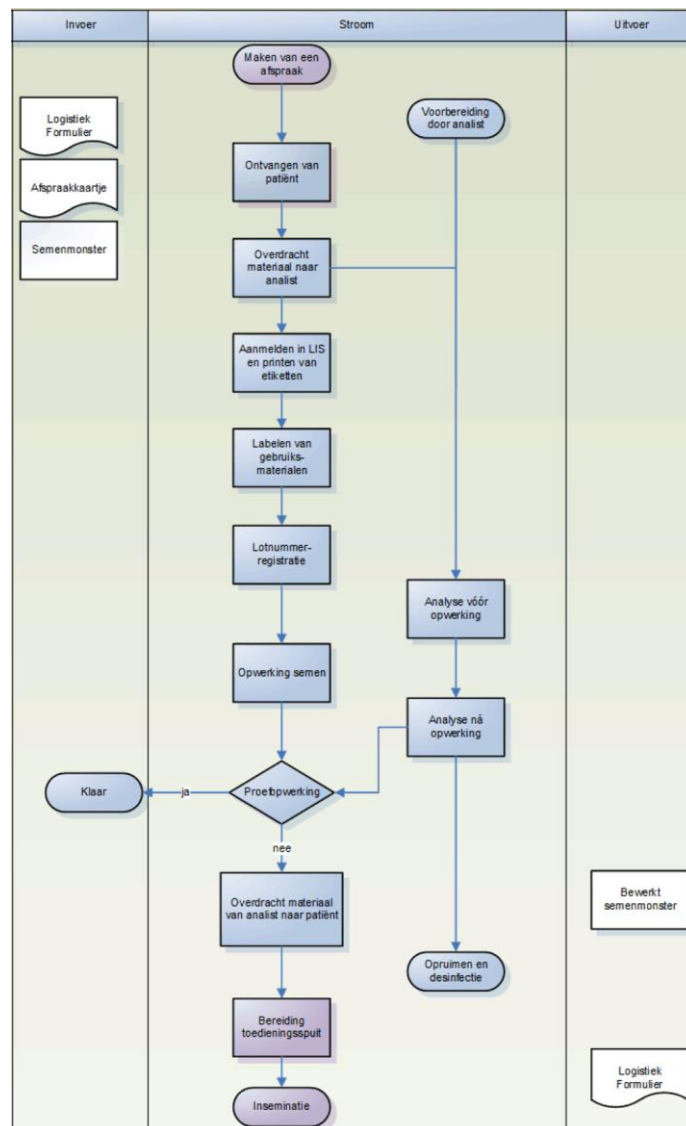 Invoer
Stroom
Uitvoer
Maken van een
afspraak
Logistiek
Formulier
Voorbereiding
door analist
Afspraakkaartje
Ontvangen van
patiënt
Semenmonster
Overdracht
materiaal naar
analist
Aanmelden in LIS
en printen van
etiketten
Labelen van
gebruiks-
materialen
Lotnummer-
registratie
Analyse vóór
opwerking
Opwerking semen
Analyse ná
opwerking
Klaar
ja
Proefopwerking
nee
Overdracht materiaal
van analist naar patiënt
Bewerkt
semenmonster
Opruimen en
desinfectie
Bereiding
toedieningsspuit
Logistiek
Formulier
Inseminatie